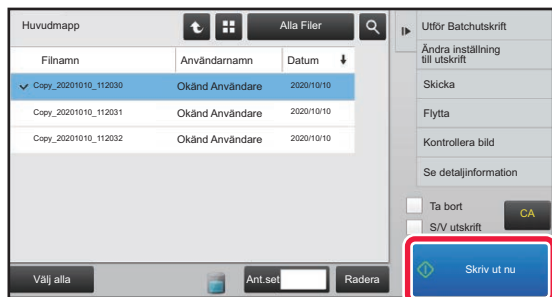 Huvudmapp
Alla Filer
Filnamn Användarnamn Datum
Copy_20201010_112030 Okänd Användare 2020/10/10
Copy_20201010_112031 Okänd Användare 2020/10/10
Copy_20201010_112032 Okänd Användare 2020/10/10
Välj alla
Ant.set
Radera
Utför Batchutskrift
Ändra inställning
till utskrift
Skicka
Flytta
Kontrollera bild
Se detaljinformation
Ta bort
S/V utskrift
CA
Skriv ut nu